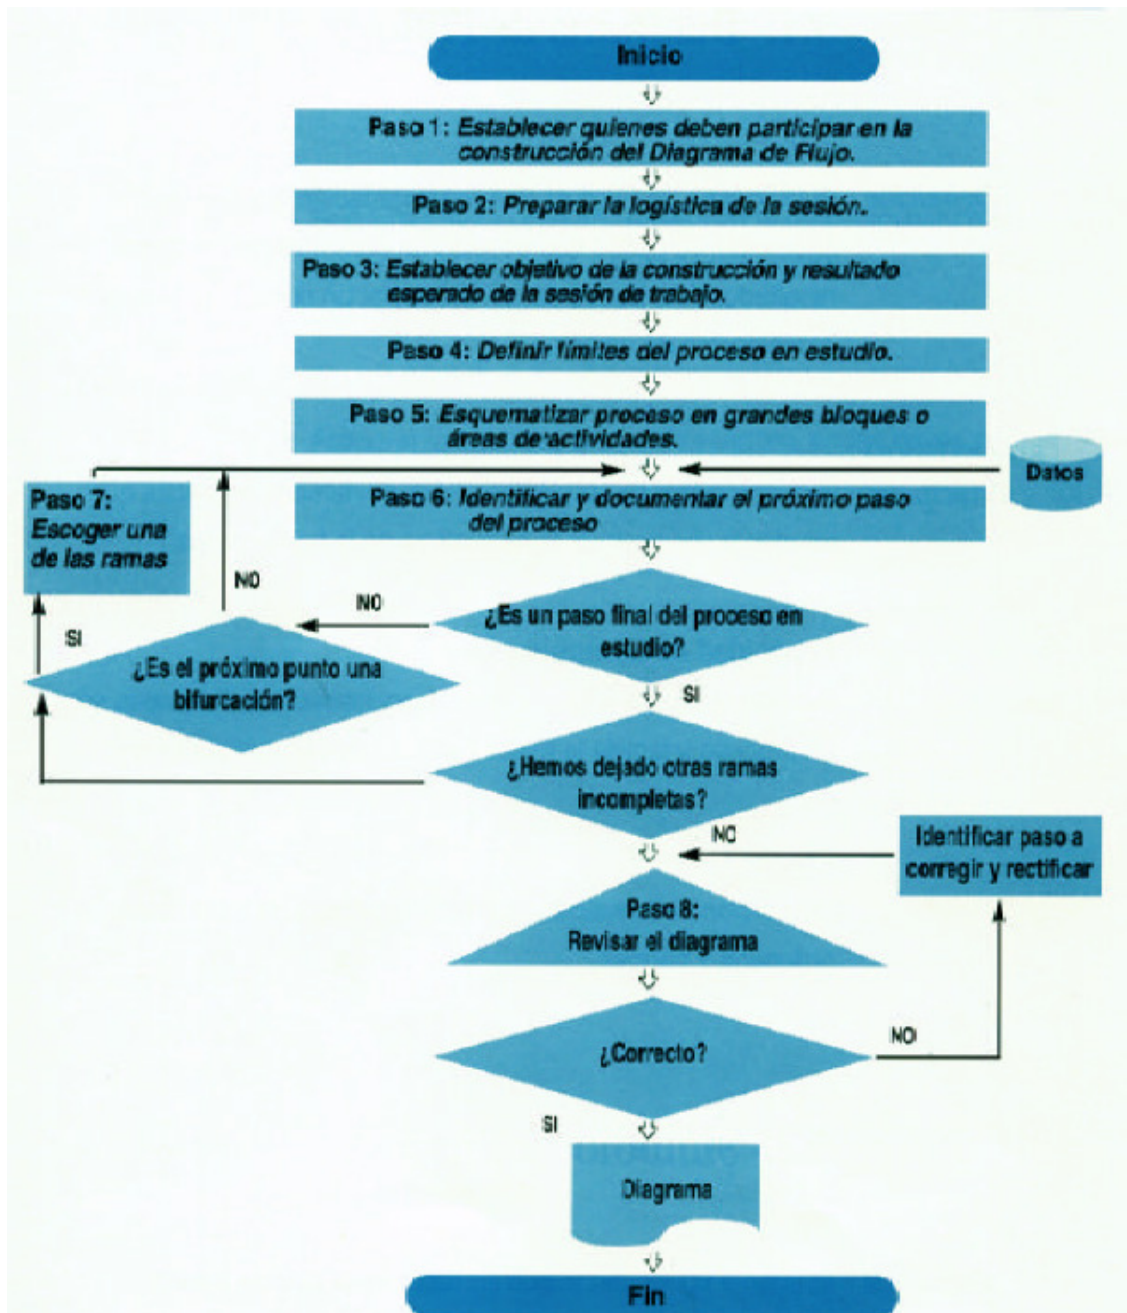 Inicio
Paso 1: Establecer quienes deben participar en la
construcción del Diagrama de Flujo.
Paso 2: Preparar la logística de la sesión.
Paso 3: Establecer objetivo de la construcción y resultado
esperado de la sesión de trabajo.
Paso 4: Definir límites del proceso en estudio.
Paso 5: Esquematizar proceso en grandes bloques o
áreas de actividades.
Datos
Paso 7:
Escoger una
de las ramas
Paso 6: Identificar y documentar el próximo paso
del proceso
NO
NO
¿Es un paso final del proceso en
estudio?
SI
¿Es el próximo punto una
bifurcación?
SI
¿Hemos dejado otras ramas
incompletas?
NO
Identificar paso a
corregir y rectificar
Paso 8:
Revisar el diagrama
¿Correcto?
NO
SI
Diagrama
Fin